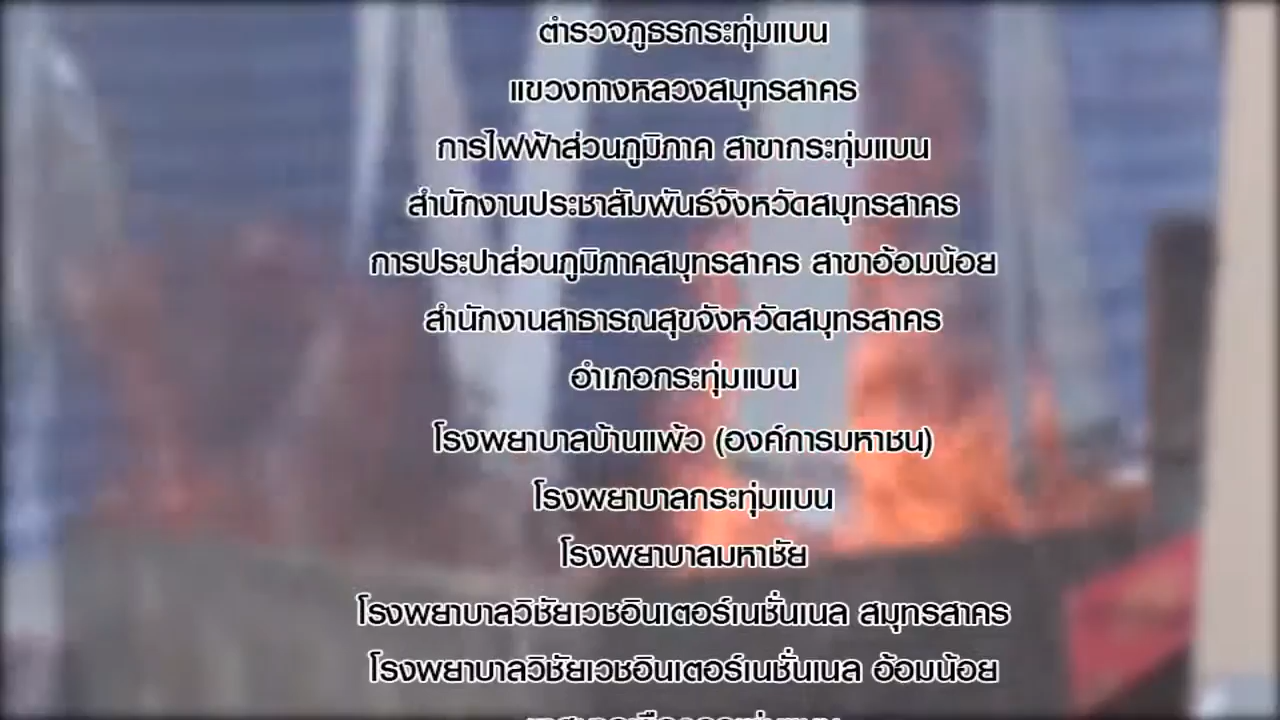 ตำรวจภูธรกระทุ่มแบน
แขวงทางหลวงสมุทรสาคร
การไฟฟ้าส่วนภูมิภาค สาขากระทุ่มแบน
สำนักงานประชาสัมพันธ์จังหวัดสมุทรสาคร
การประปาส่วนภูมิภาคสมุทรสาคร สาขาอ้อมน้อย
สำนักงานสาธารณสุขจังหวัดสมุทรสาคร
อำเภอกระทุ่มแบน
โรงพยาบาลบ้านแพ้ว (องค์การมหาชน)
โรงพยาบาลกระทุ่มแบน
โรงพยาบาลมหาชัย
โรงพยาบาลวิชัยเวชอินเตอร์เนชั่นเนล สมุทรสาคร
โรงพยาบาลวิชัยเวชอินเตอร์เนชั่นเนล อ้อมน้อย